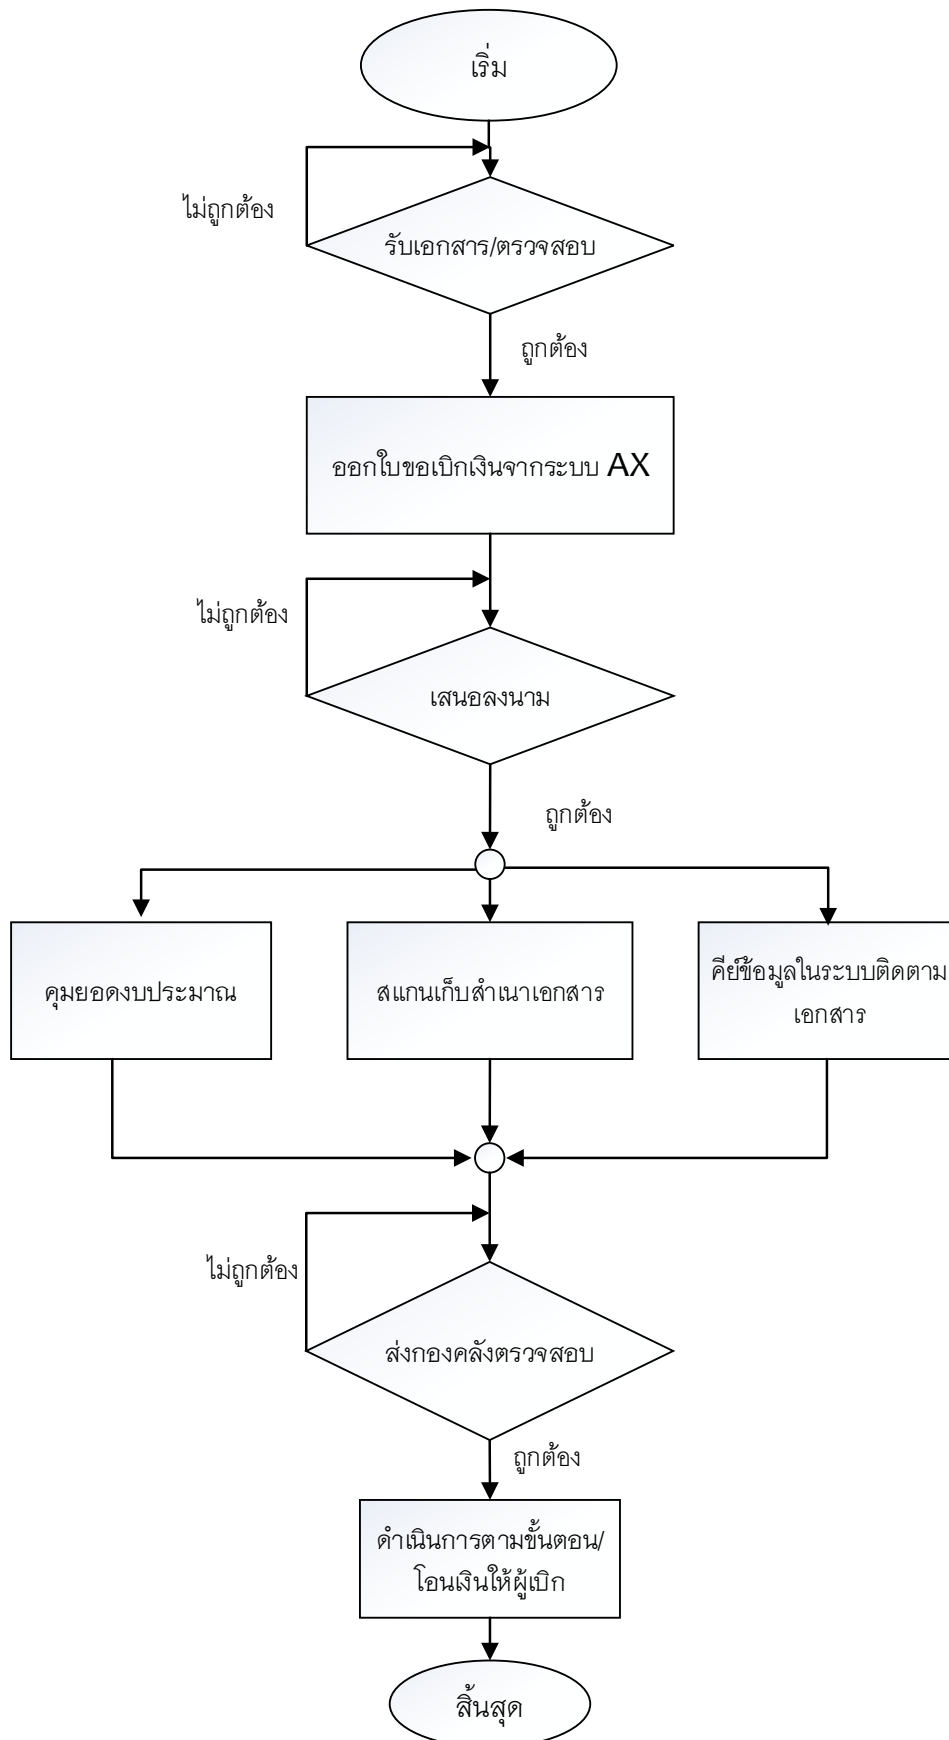 เริ่ม
ไม่ถูกต้อง
รับเอกสาร/ตรวจสอบ
ถูกต้อง
ออกใบขอเบิกเงินจากระบบ AX
ไม่ถูกต้อง
เสนอลงนาม
ถูกต้อง
คุมยอดงบประมาณ
สแกนเก็บสำเนาเอกสาร
คีย์ข้อมูลในระบบติดตาม
เอกสาร
ไม่ถูกต้อง
ส่งกองคลังตรวจสอบ
ถูกต้อง
ดำเนินการตามขั้นตอน/
โอนเงินให้ผู้เบิก
สิ้นสุด